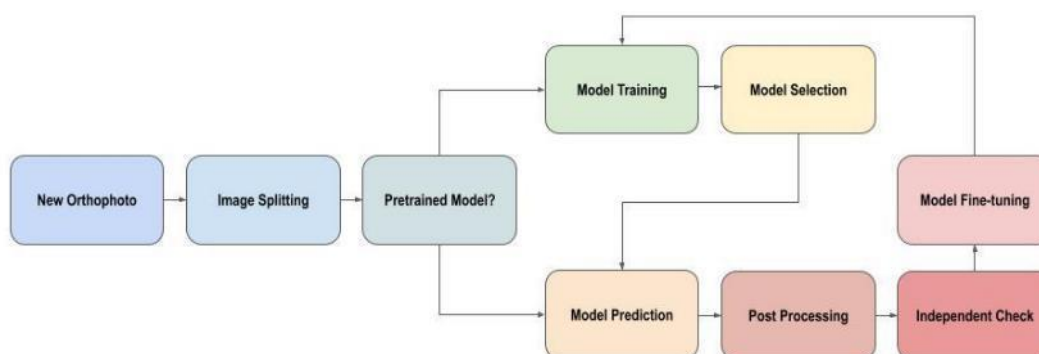 Model Training
Model Selection
New Orthophoto
Image Splitting
Pretrained Model?
Model Fine-tuning
Model Prediction
Post Processing
Independent Check